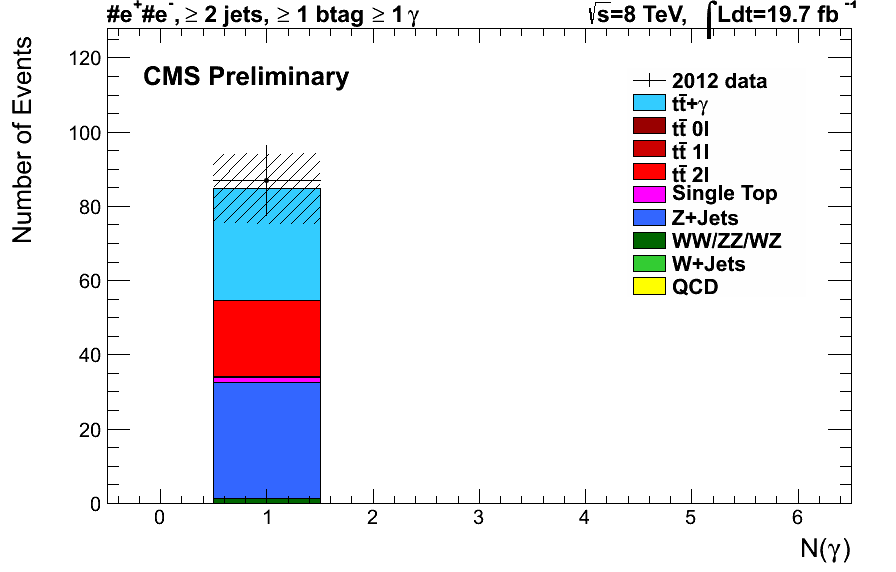 #e⁺#e⁻, ≥ 2 jets, ≥ 1 btag ≥ 1 γ
√s=8 TeV, ∫Ldt=19.7 fb⁻¹
CMS Preliminary
2012 data
tt̄+γ
tt̄ 0l
tt̄ 1l
tt̄ 2l
Single Top
Z+Jets
WW/ZZ/WZ
W+Jets
QCD
Number of Events
120
100
80
60
40
20
0
0 1 2 3 4 5 6
N(γ)